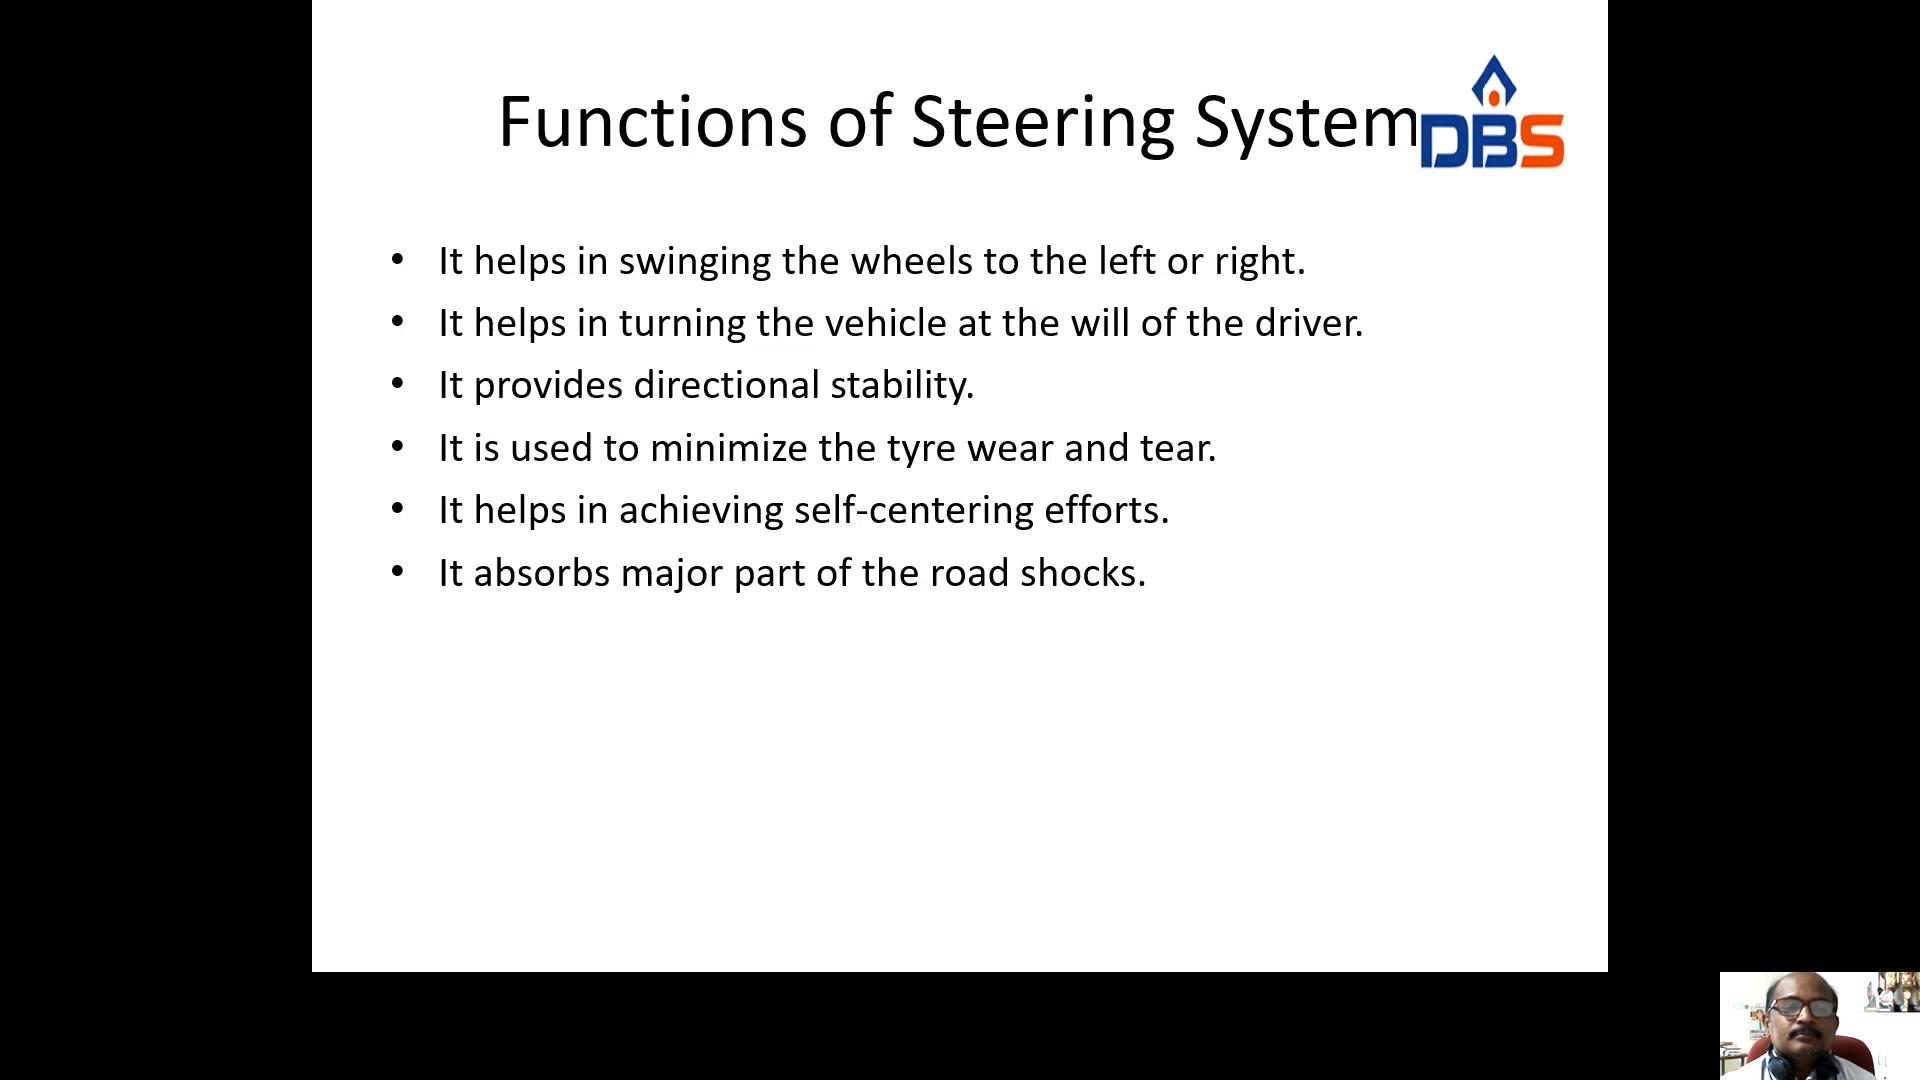 Functions of Steering System
DBS
• It helps in swinging the wheels to the left or right.
• It helps in turning the vehicle at the will of the driver.
• It provides directional stability.
• It is used to minimize the tyre wear and tear.
• It helps in achieving self-centering efforts.
• It absorbs major part of the road shocks.